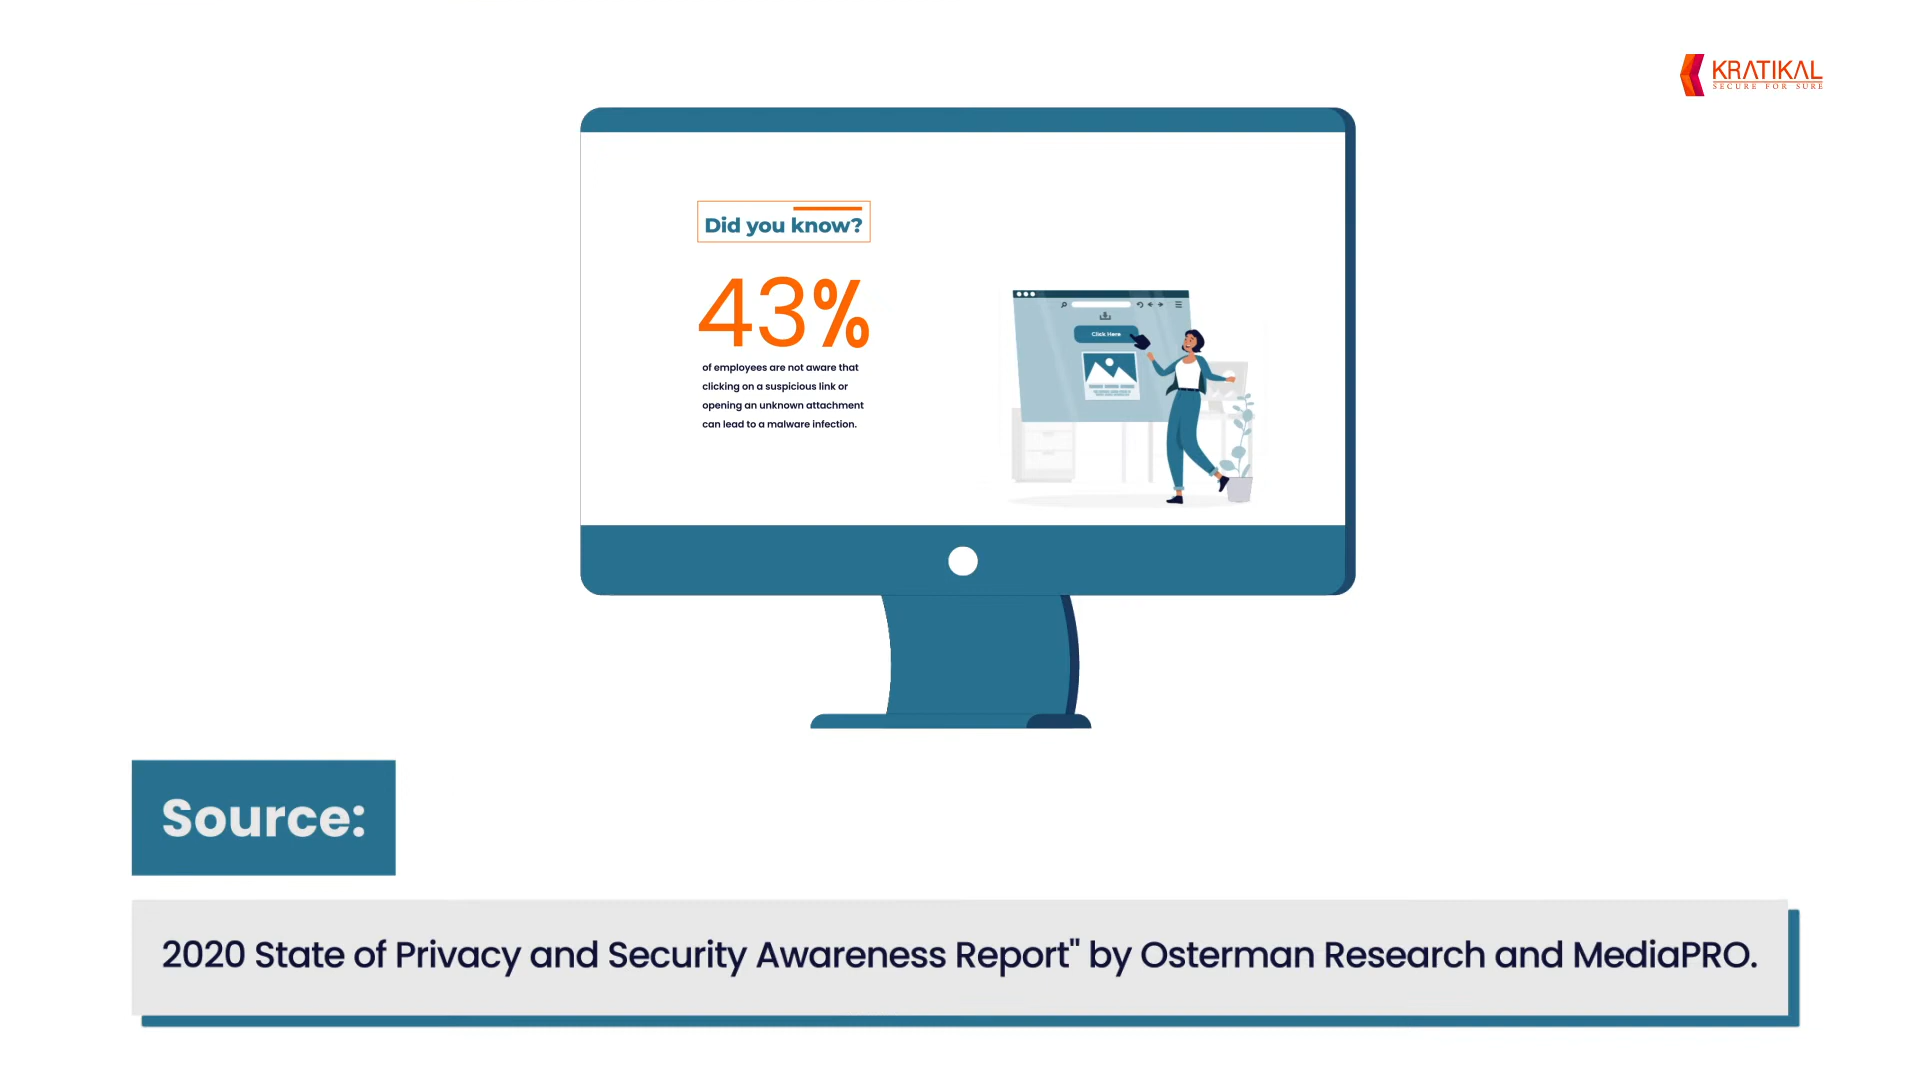 KRATIKAL
SECURE FOR SURE
Did you know?
43%
of employees are not aware that
clicking on a suspicious link or
opening an unknown attachment
can lead to a malware infection.
Click Here
Source:
2020 State of Privacy and Security Awareness Report" by Osterman Research and MediaPRO.